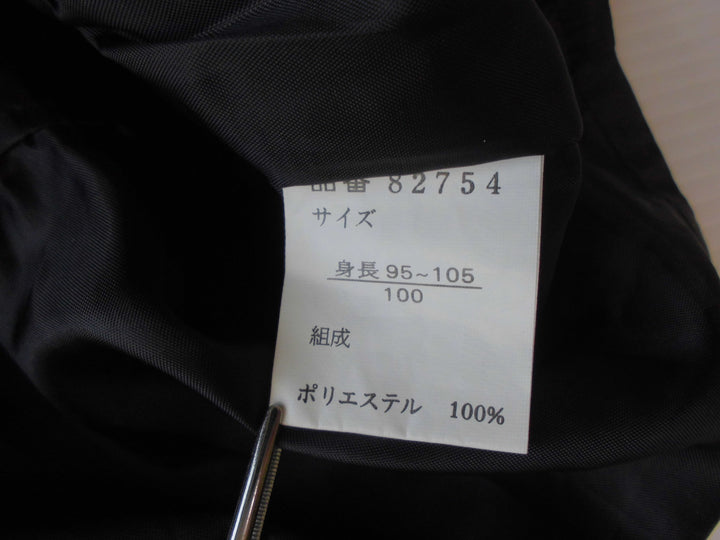 品番 82754
サイズ
身長 95~105
100
組成
ポリエステル 100%